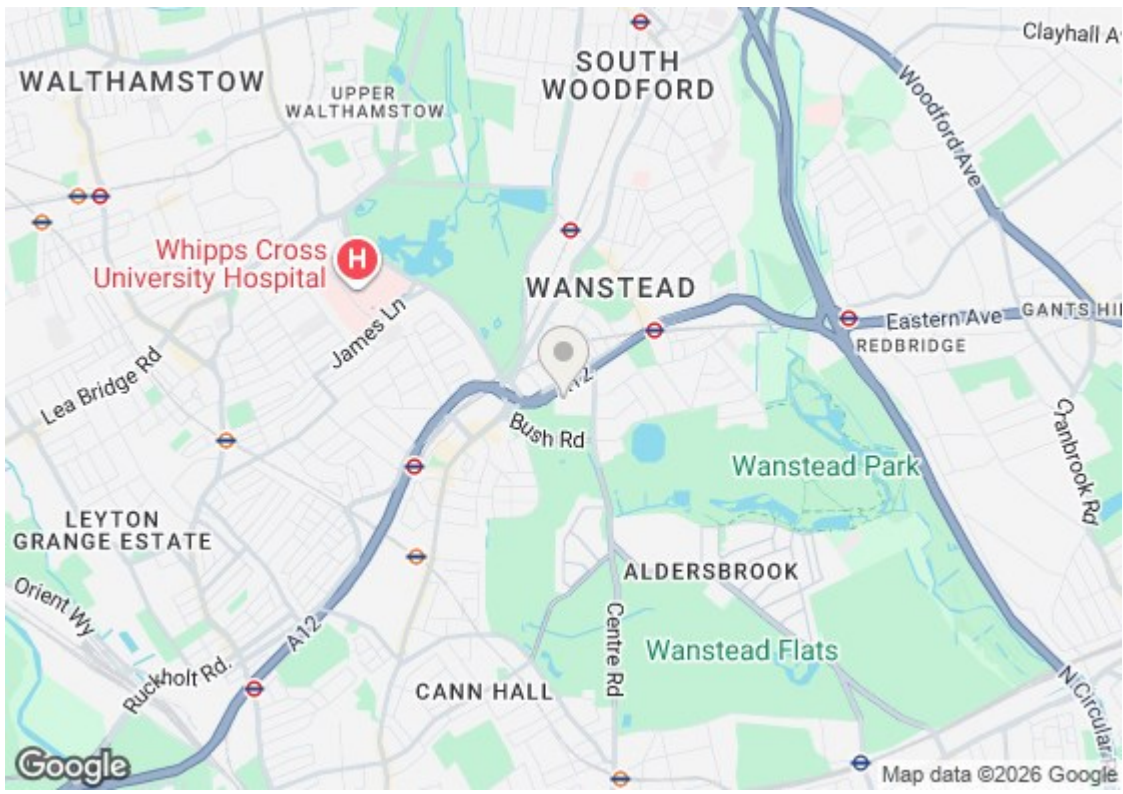 Clayhall A
SOUTH
WOODFORD
WALTHAMSTOW
UPPER
WALTHAMSTOW
Woodford Ave
Whipps Cross
University Hospital
H
WANSTEAD
James Ln
Eastern Ave
GANTS HI
REDBRIDGE
Lea Bridge Rd
A12
Bush Rd
Cranbrook Rd
Wanstead Park
LEYTON
GRANGE ESTATE
ALDERSBROOK
Orient Wy
A12
Centre Rd
Wanstead Flats
Ruckholt Rd.
CANN HALL
N Circular
Google
Map data ©2026 Google